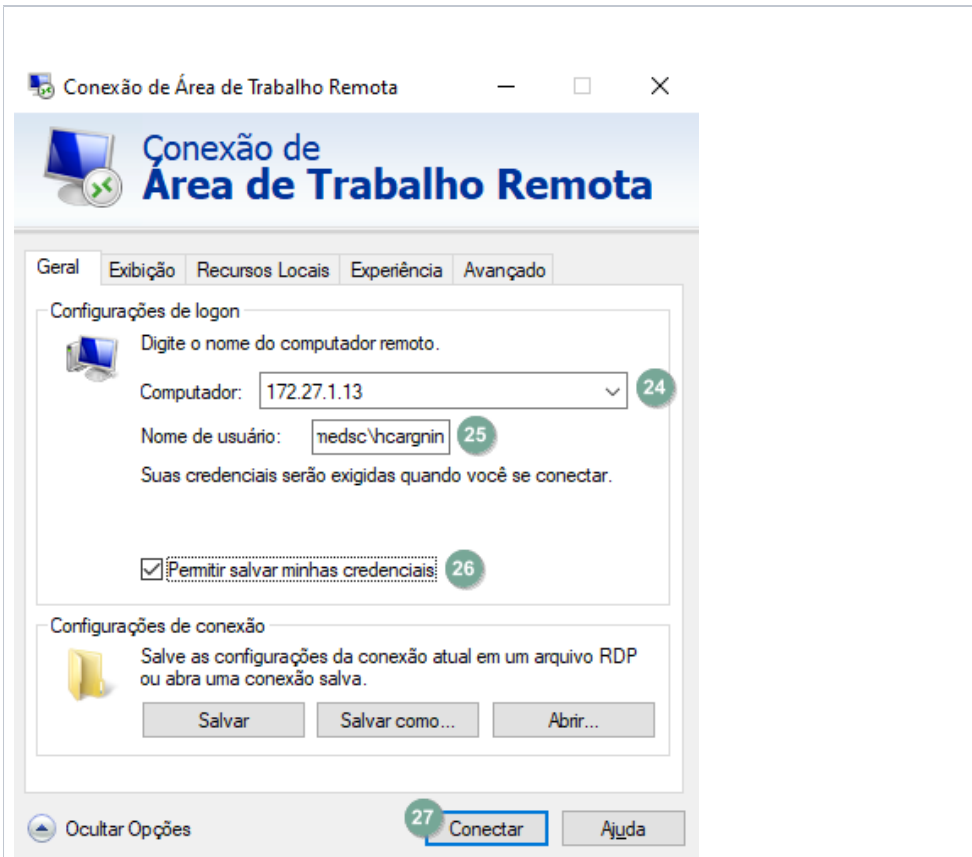 Conexão de Área de Trabalho Remota
Conexão de
Área de Trabalho Remota
Geral Exibição Recursos Locais Experiência Avançado
Configurações de logon
Digite o nome do computador remoto.
Computador: 172.27.1.13 24
Nome de usuário: medsc\hcargnin 25
Suas credenciais serão exigidas quando você se conectar.
Permitir salvar minhas credenciais 26
Configurações de conexão
Salve as configurações da conexão atual em um arquivo RDP
ou abra uma conexão salva.
Salvar Salvar como... Abrir...
Ocultar Opções 27 Conectar Ajuda